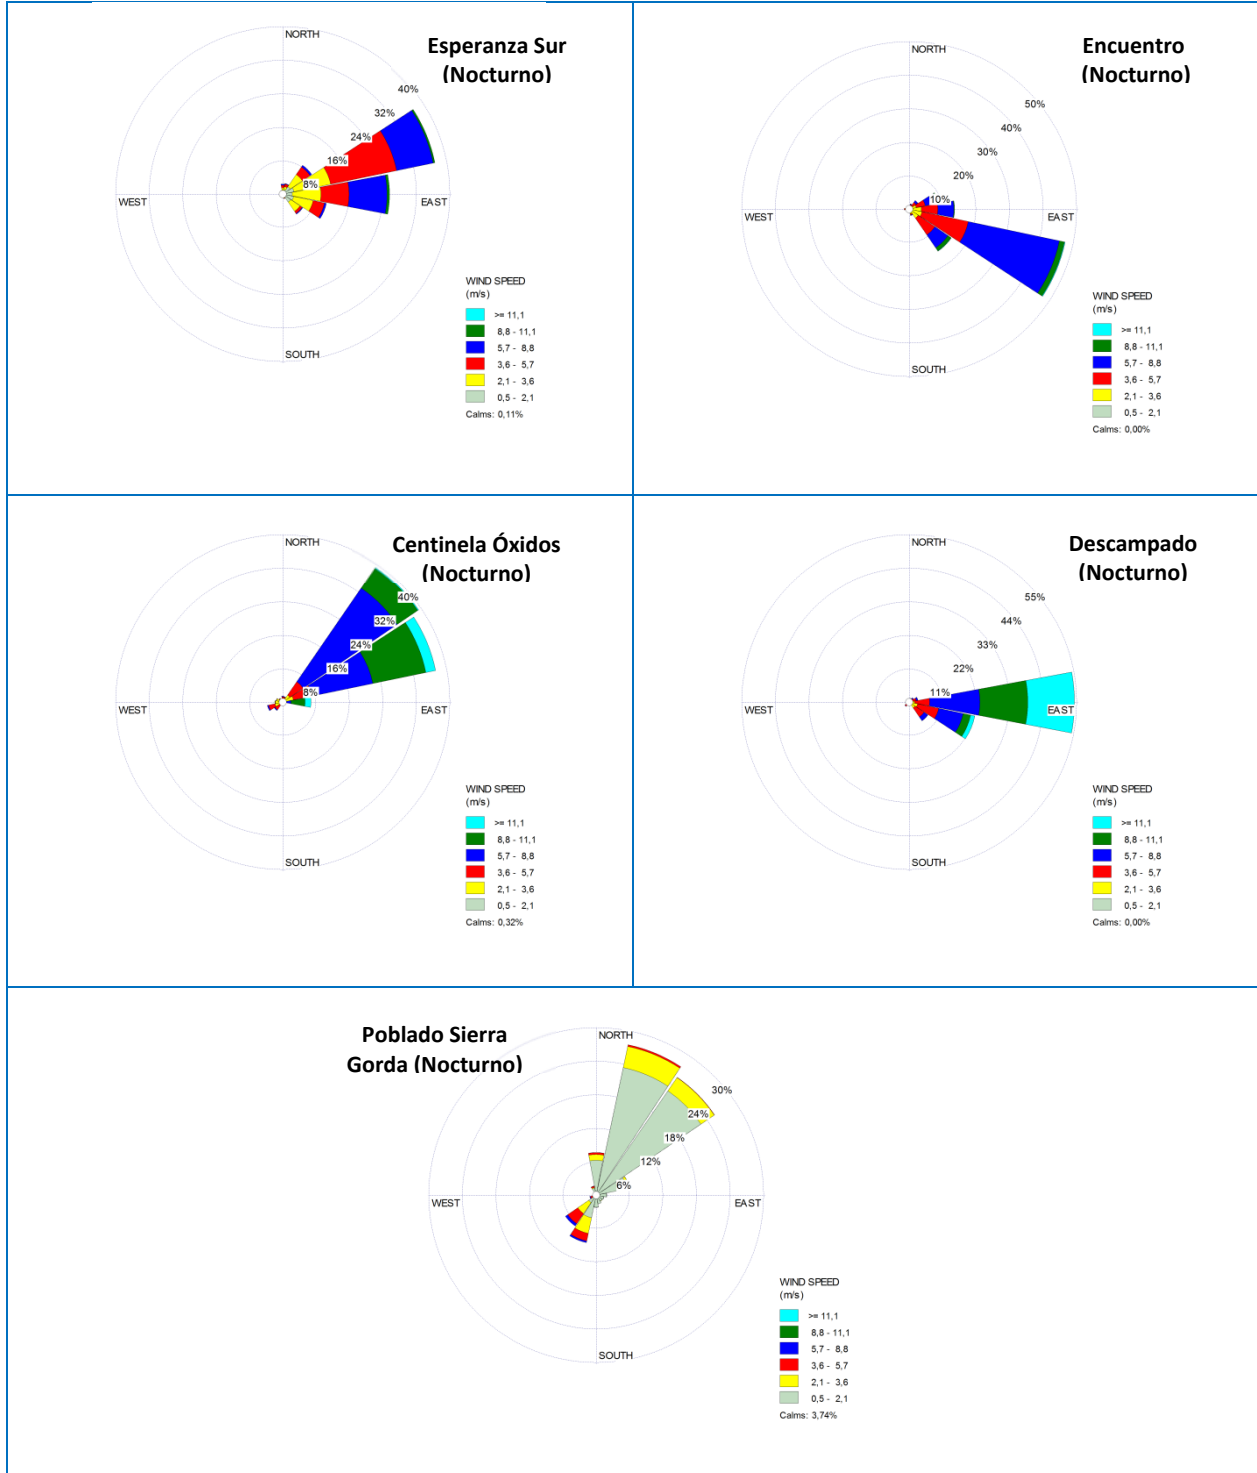 Esperanza Sur
(Nocturno)
NORTH
40%
32%
24%
16%
8%
WEST
EAST
SOUTH
WIND SPEED
(m/s)
>= 11,1
8,8 - 11,1
5,7 - 8,8
3,6 - 5,7
2,1 - 3,6
0,5 - 2,1
Calms: 0,11%
Encuentro
(Nocturno)
NORTH
50%
40%
30%
20%
10%
WEST
EAST
SOUTH
WIND SPEED
(m/s)
>= 11,1
8,8 - 11,1
5,7 - 8,8
3,6 - 5,7
2,1 - 3,6
0,5 - 2,1
Calms: 0,00%
Centinela Óxidos
(Nocturno)
NORTH
40%
32%
24%
16%
8%
WEST
EAST
SOUTH
WIND SPEED
(m/s)
>= 11,1
8,8 - 11,1
5,7 - 8,8
3,6 - 5,7
2,1 - 3,6
0,5 - 2,1
Calms: 0,32%
Descampado
(Nocturno)
NORTH
55%
44%
33%
22%
11%
WEST
EAST
SOUTH
WIND SPEED
(m/s)
>= 11,1
8,8 - 11,1
5,7 - 8,8
3,6 - 5,7
2,1 - 3,6
0,5 - 2,1
Calms: 0,00%
Poblado Sierra
Gorda (Nocturno)
NORTH
30%
24%
18%
12%
6%
WEST
EAST
SOUTH
WIND SPEED
(m/s)
>= 11,1
8,8 - 11,1
5,7 - 8,8
3,6 - 5,7
2,1 - 3,6
0,5 - 2,1
Calms: 3,74%